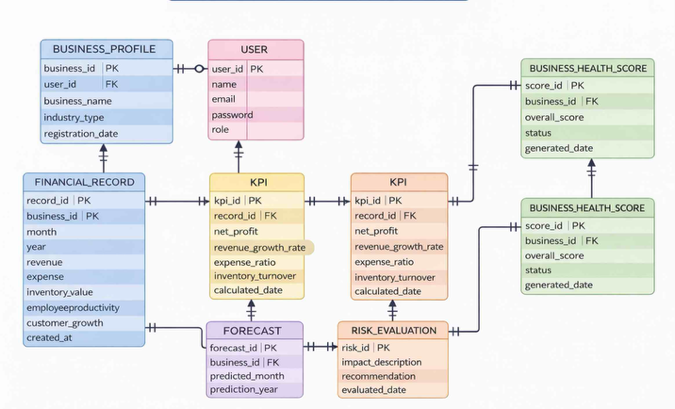 BUSINESS_PROFILE
business_id | PK
user_id | FK
business_name
industry_type
registration_date
USER
user_id | PK
name
email
password
role
BUSINESS_HEALTH_SCORE
score_id | PK
business_id | FK
overall_score
status
generated_date
FINANCIAL_RECORD
record_id | PK
business_id | PK
month
year
revenue
expense
inventory_value
employeeproductivity
customer_growth
created_at
KPI
kpi_id | PK
record_id | FK
net_profit
revenue_growth_rate
expense_ratio
inventory_turnover
calculated_date
KPI
kpi_id | PK
record_id | FK
net_profit
revenue_growth_rate
expense_ratio
inventory_turnover
calculated_date
BUSINESS_HEALTH_SCORE
score_id | PK
business_id | FK
overall_score
status
generated_date
FORECAST
forecast_id | PK
business_id | FK
predicted_month
prediction_year
RISK_EVALUATION
risk_id | PK
impact_description
recommendation
evaluated_date